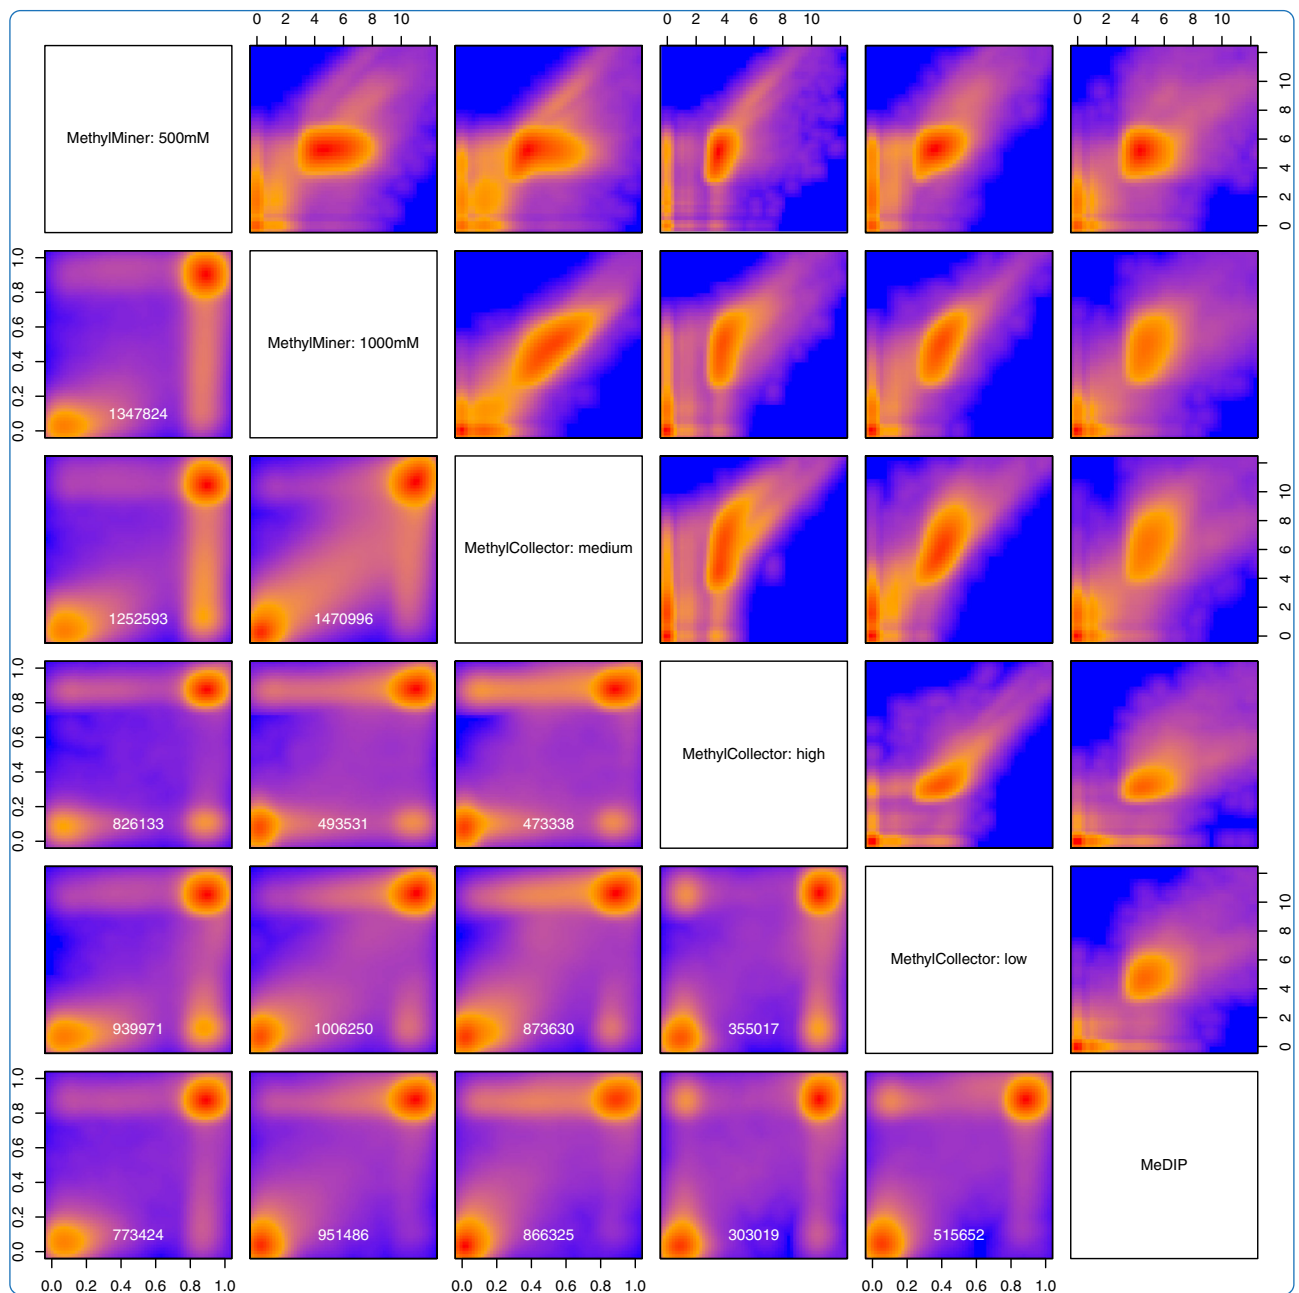 0 2 4 6 8 10
0 2 4 6 8 10
0 2 4 6 8 10
MethylMiner: 500mM
0 2 4 6 8 10
0.0 0.2 0.4 0.6 0.8 1.0
1347824
MethylMiner: 1000mM
1252593
1470996
MethylCollector: medium
0 2 4 6 8 10
0.0 0.2 0.4 0.6 0.8 1.0
826133
493531
473338
MethylCollector: high
939971
1006250
873630
355017
MethylCollector: low
0 2 4 6 8 10
0.0 0.2 0.4 0.6 0.8 1.0
773424
951486
866325
303019
515652
MeDIP
0.0 0.2 0.4 0.6 0.8 1.0
0.0 0.2 0.4 0.6 0.8 1.0
0.0 0.2 0.4 0.6 0.8 1.0